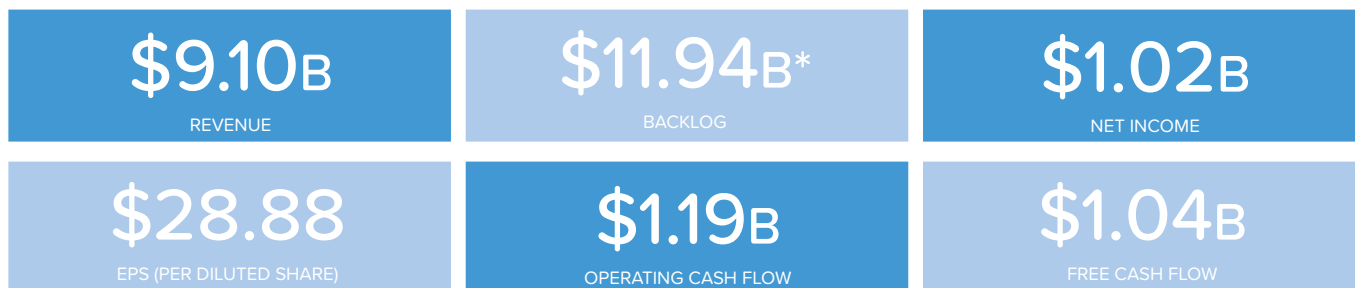 $9.10B
REVENUE
$11.94B*
BACKLOG
$1.02B
NET INCOME
$28.88
EPS (PER DILUTED SHARE)
$1.19B
OPERATING CASH FLOW
$1.04B
FREE CASH FLOW